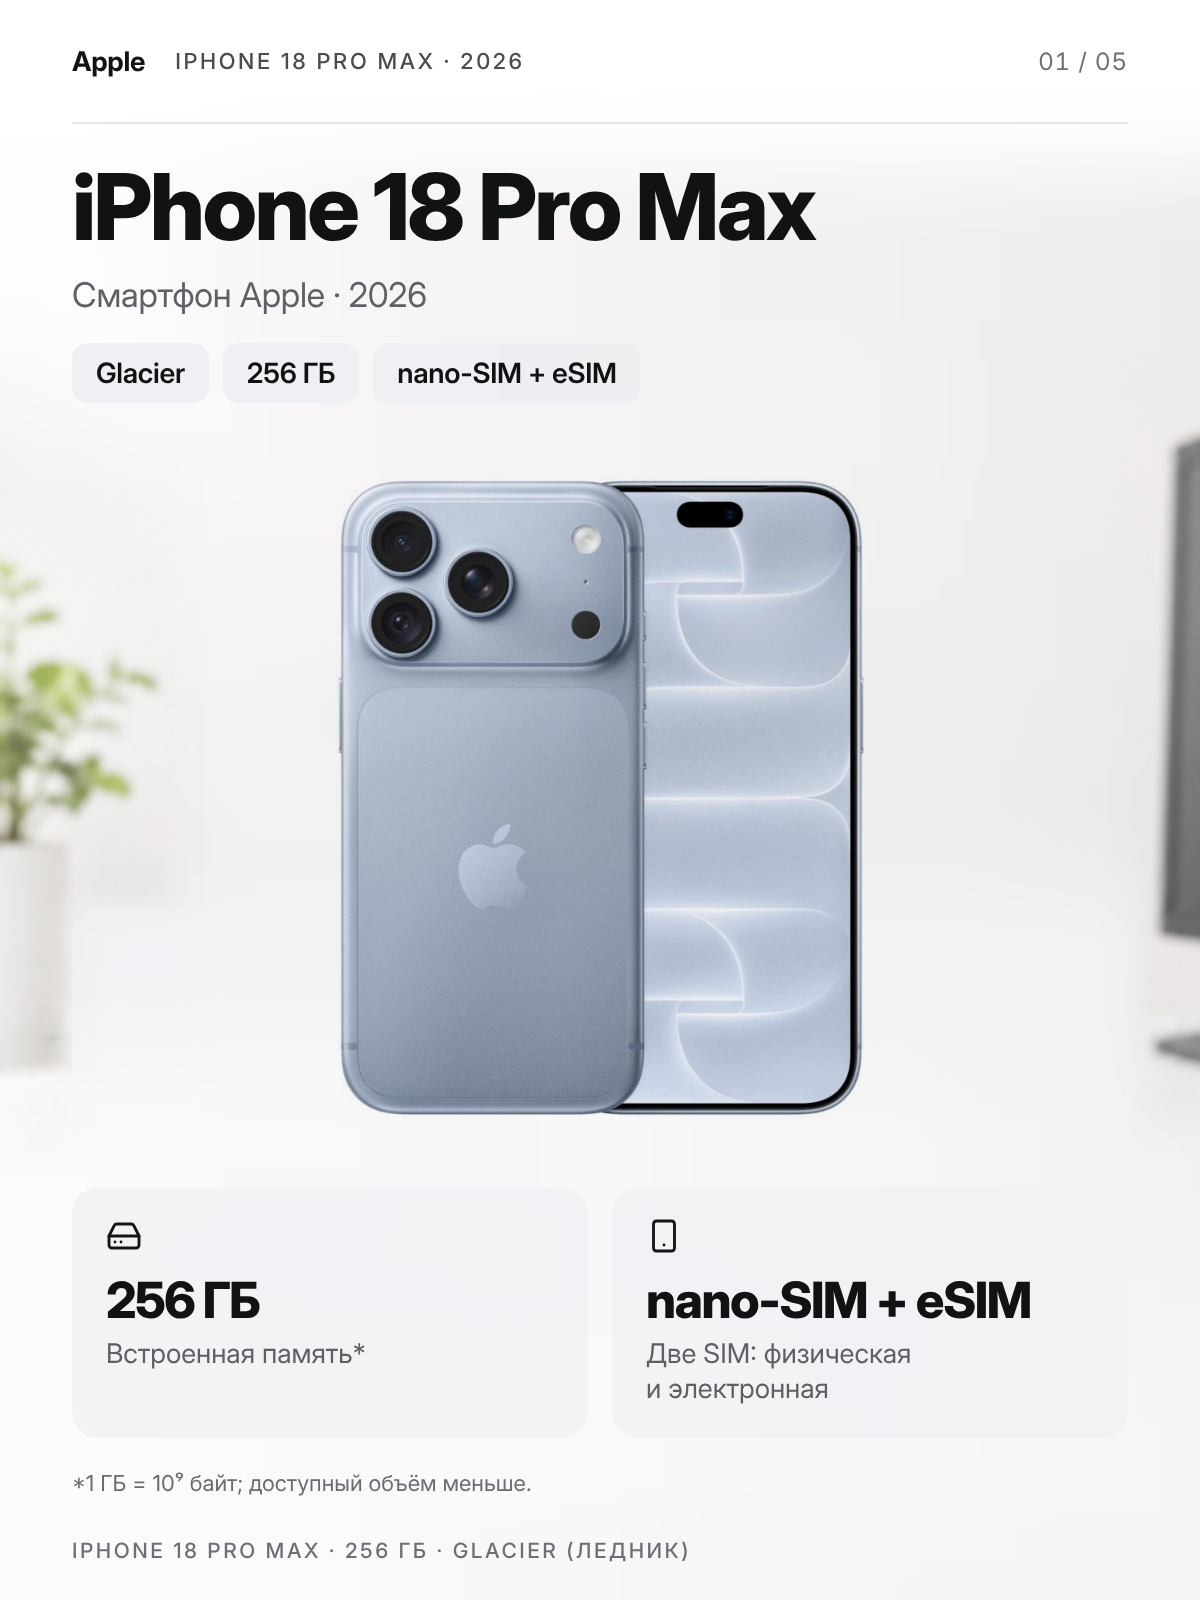 Apple IPHONE 18 PRO MAX · 2026 01 / 05
iPhone 18 Pro Max
Смартфон Apple · 2026
Glacier 256 ГБ nano-SIM + eSIM
256 ГБ
Встроенная память*
nano-SIM + eSIM
Две SIM: физическая
и электронная
*1 ГБ = 10⁹ байт; доступный объём меньше.
IPHONE 18 PRO MAX · 256 ГБ · GLACIER (ЛЕДНИК)